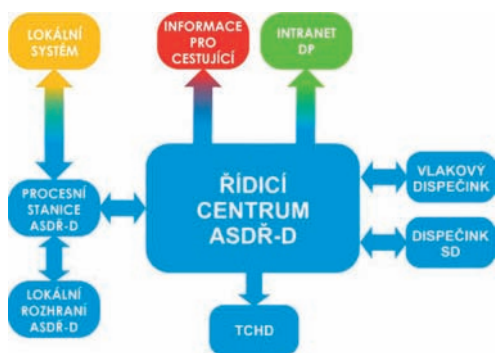 LOKÁLNÍ
SYSTÉM
INFORMACE
PRO
CESTUJÍCÍ
INTRANET
DP
PROCESNÍ
STANICE
ASDŘ-D
ŘÍDICÍ
CENTRUM
ASDŘ-D
VLAKOVÝ
DISPEČINK
DISPEČINK
SD
LOKÁLNÍ
ROZHRANÍ
ASDŘ-D
TCHD